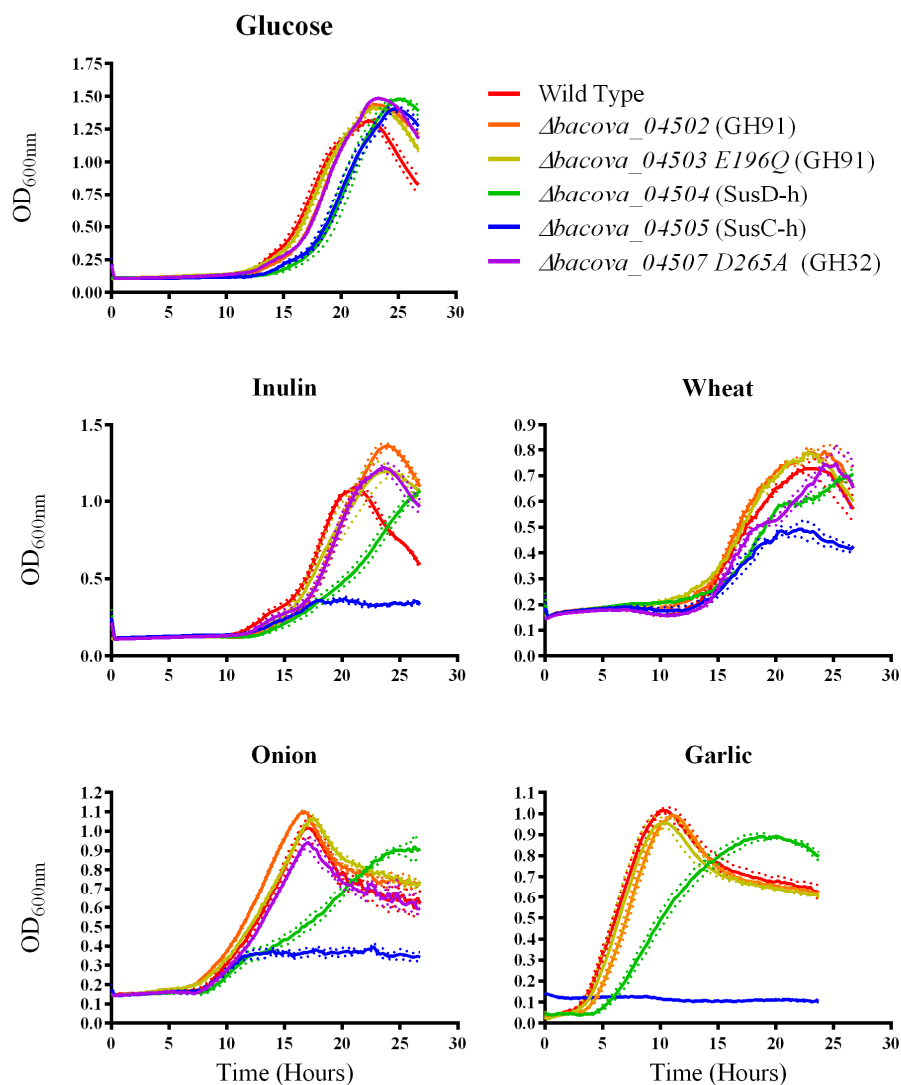 Glucose
OD600nm
1.75
1.50
1.25
1.00
0.75
0.50
0.25
0.00
0 5 10 15 20 25 30
Wild Type
Δbacova_04502 (GH91)
Δbacova_04503 E196Q (GH91)
Δbacova_04504 (SusD-h)
Δbacova_04505 (SusC-h)
Δbacova_04507 D265A (GH32)
Inulin
OD600nm
1.5
1.0
0.5
0.0
0 5 10 15 20 25 30
Wheat
0.9
0.8
0.7
0.6
0.5
0.4
0.3
0.2
0.1
0.0
0 5 10 15 20 25 30
Onion
OD600nm
1.2
1.1
1.0
0.9
0.8
0.7
0.6
0.5
0.4
0.3
0.2
0.1
0.0
0 5 10 15 20 25 30
Time (Hours)
Garlic
1.1
1.0
0.9
0.8
0.7
0.6
0.5
0.4
0.3
0.2
0.1
0.0
0 5 10 15 20 25 30
Time (Hours)